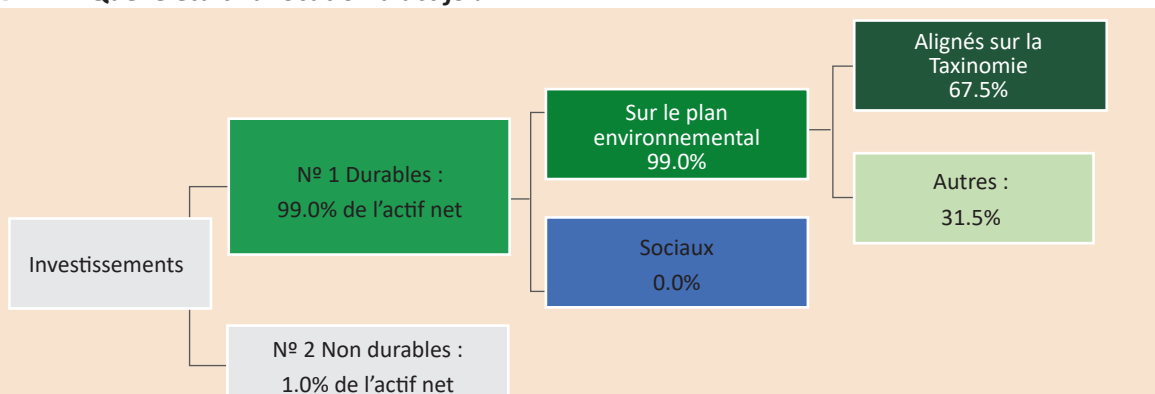 Alignés sur la
Taxinomie
67.5%
Sur le plan
environnemental
99.0%
Nº 1 Durables :
99.0% de l’actif net
Autres :
31.5%
Investissements
Sociaux
0.0%
Nº 2 Non durables :
1.0% de l’actif net